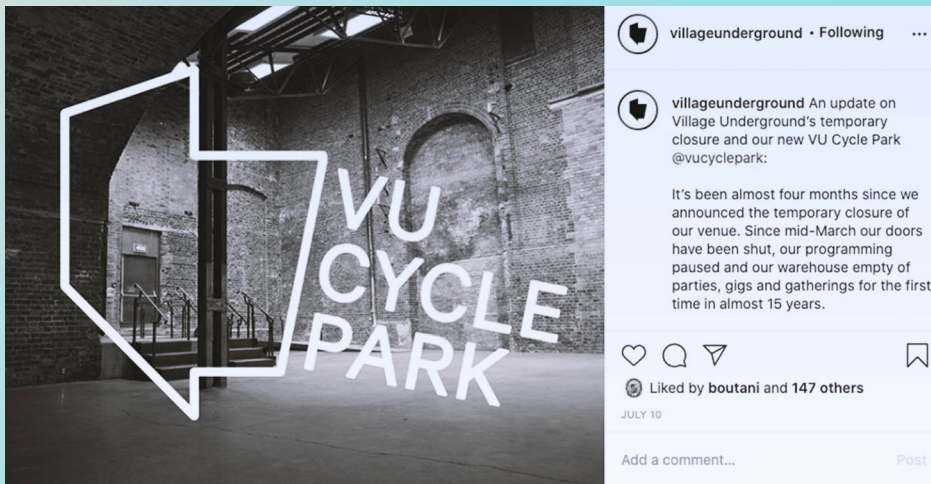 VU
CYCLE
PARK
villageunderground • Following
villageunderground An update on
Village Underground's temporary
closure and our new VU Cycle Park
@vucyclepark:
It's been almost four months since we
announced the temporary closure of
our venue. Since mid-March our doors
have been shut, our programming
paused and our warehouse empty of
parties, gigs and gatherings for the first
time in almost 15 years.
Liked by boutani and 147 others
JULY 10
Add a comment...
Post